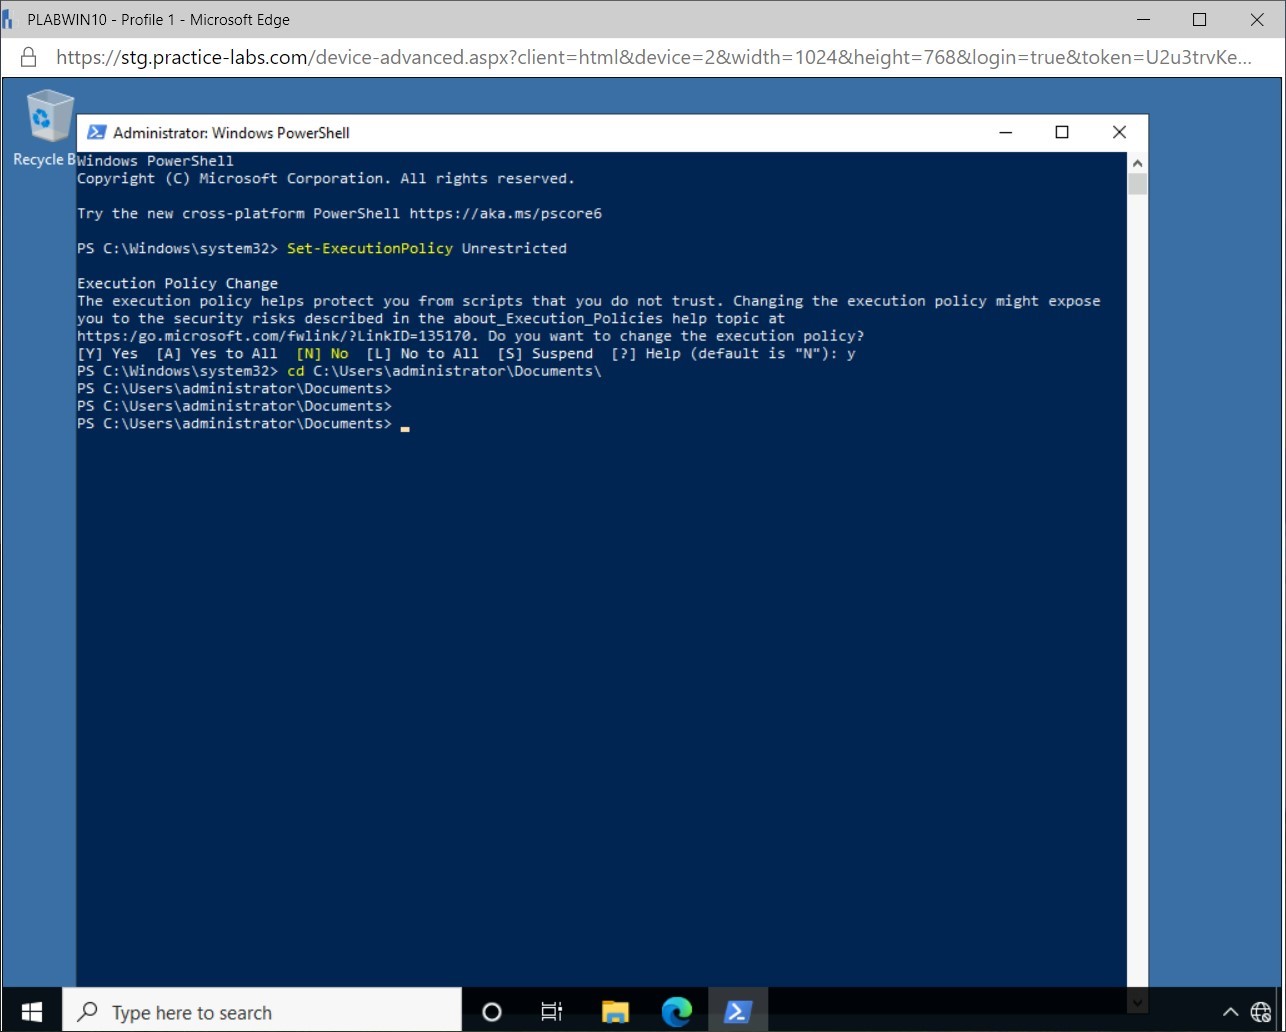 PLABWIN10 - Profile 1 - Microsoft Edge
https://stg.practice-labs.com/device-advanced.aspx?client=html&device=2&width=1024&height=768&login=true&token=U2u3trvKe...
Recycle B
Administrator: Windows PowerShell
Windows PowerShell
Copyright (C) Microsoft Corporation. All rights reserved.
Try the new cross-platform PowerShell https://aka.ms/pscore6
PS C:\Windows\system32> Set-ExecutionPolicy Unrestricted
Execution Policy Change
The execution policy helps protect you from scripts that you do not trust. Changing the execution policy might expose
you to the security risks described in the about_Execution_Policies help topic at
https:/go.microsoft.com/fwlink/?LinkID=135170. Do you want to change the execution policy?
[Y] Yes  [A] Yes to All  [N] No  [L] No to All  [S] Suspend  [?] Help (default is "N"): y
PS C:\Windows\system32> cd C:\Users\administrator\Documents\
PS C:\Users\administrator\Documents>
PS C:\Users\administrator\Documents>
PS C:\Users\administrator\Documents>
Type here to search